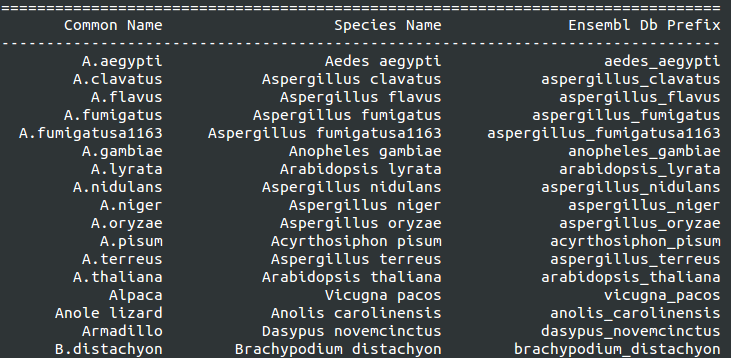 ================================================================================
Common Name Species Name Ensembl Db Prefix
--------------------------------------------------------------------------------
A.aegypti Aedes aegypti aedes_aegypti
A.clavatus Aspergillus clavatus aspergillus_clavatus
A.flavus Aspergillus flavus aspergillus_flavus
A.fumigatus Aspergillus fumigatus aspergillus_fumigatus
A.fumigatusa1163 Aspergillus fumigatusa1163 aspergillus_fumigatusa1163
A.gambiae Anopheles gambiae anopheles_gambiae
A.lyrata Arabidopsis lyrata arabidopsis_lyrata
A.nidulans Aspergillus nidulans aspergillus_nidulans
A.niger Aspergillus niger aspergillus_niger
A.oryzae Aspergillus oryzae aspergillus_oryzae
A.pisum Acyrthosiphon pisum acyrthosiphon_pisum
A.terreus Aspergillus terreus aspergillus_terreus
A.thaliana Arabidopsis thaliana arabidopsis_thaliana
Alpaca Vicugna pacos vicugna_pacos
Anole lizard Anolis carolinensis anolis_carolinensis
Armadillo Dasypus novemcinctus dasypus_novemcinctus
B.distachyon Brachypodium distachyon brachypodium_distachyon